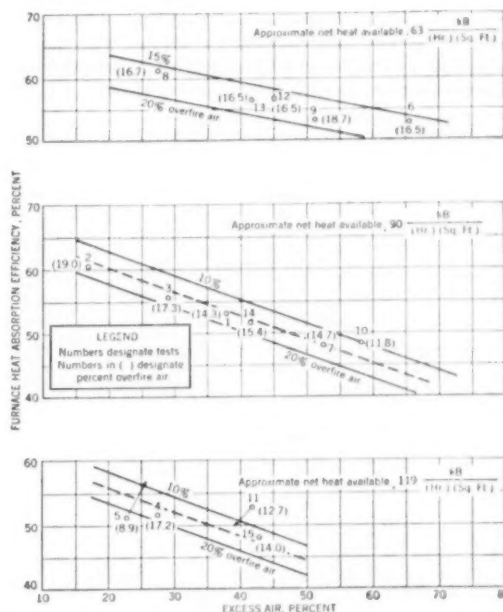 Approximate net heat available, 63 kB / (Hr.) (Sq. Ft.)
70
60
50
15%
(16.7) 8
(16.5) 6 12
13 (16.5)
9
(18.7)
6
(16.5)
20% overfire air
FURNACE HEAT ABSORPTION EFFICIENCY, PERCENT
Approximate net heat available, 90 kB / (Hr.) (Sq. Ft.)
70
60
50
40
10%
(19.0) 2
3
(17.3)
(14.3) 1
14
(15.4)
(14.7)
7
10
(11.8)
20% overfire air
LEGEND
Numbers designate tests
Numbers in ( ) designate
percent overfire air
Approximate net heat available, 119 kB / (Hr.) (Sq. Ft.)
60
50
40
10%
5
(8.9)
4
(17.2)
11
(12.7)
15
(14.0)
20% overfire air
0 10 20 30 40 50 60 70 80
EXCESS AIR, PERCENT